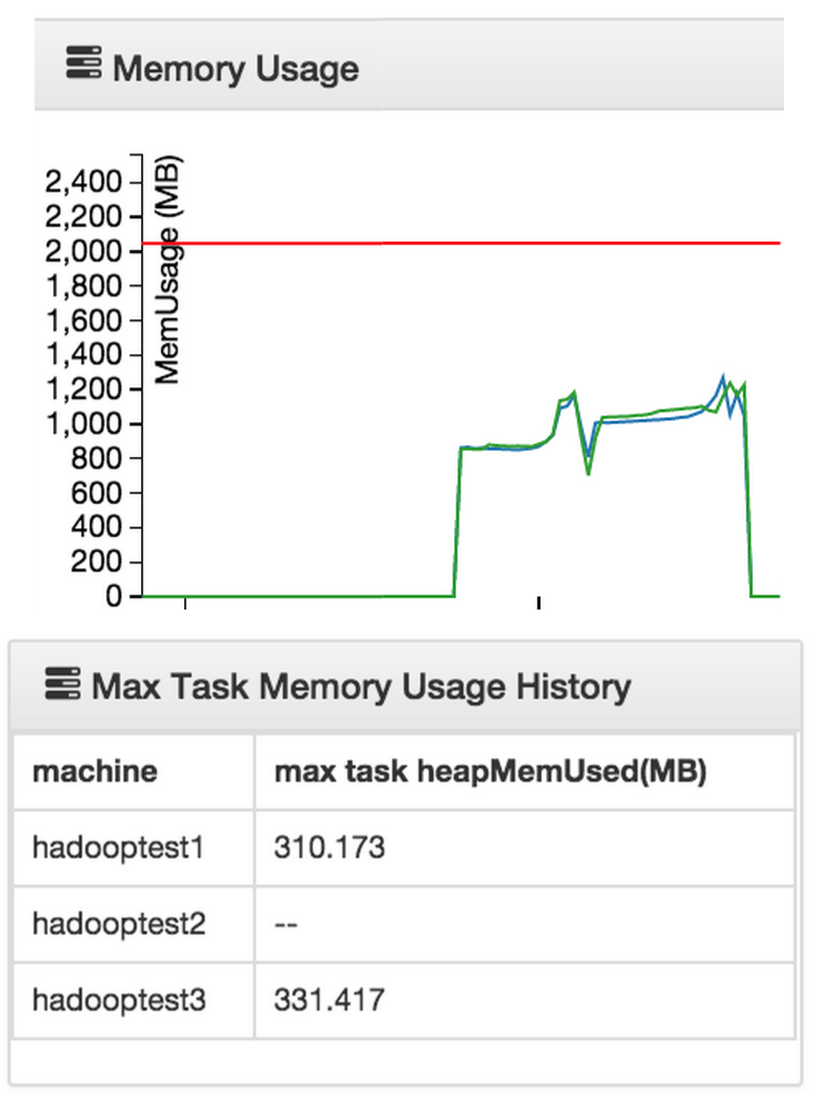 Memory Usage
MemUsage (MB)
2,400
2,200
2,000
1,800
1,600
1,400
1,200
1,000
800
600
400
200
0
Max Task Memory Usage History
machine max task heapMemUsed(MB)
hadooptest1 310.173
hadooptest2 --
hadooptest3 331.417